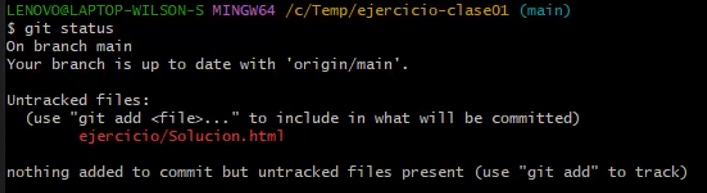 LENOVO@LAPTOP-WILSON-S MINGW64 /c/Temp/ejercicio-clase01 (main)
$ git status
On branch main
Your branch is up to date with 'origin/main'.
Untracked files:
(use "git add <file>..." to include in what will be committed)
ejercicio/Solucion.html
nothing added to commit but untracked files present (use "git add" to track)